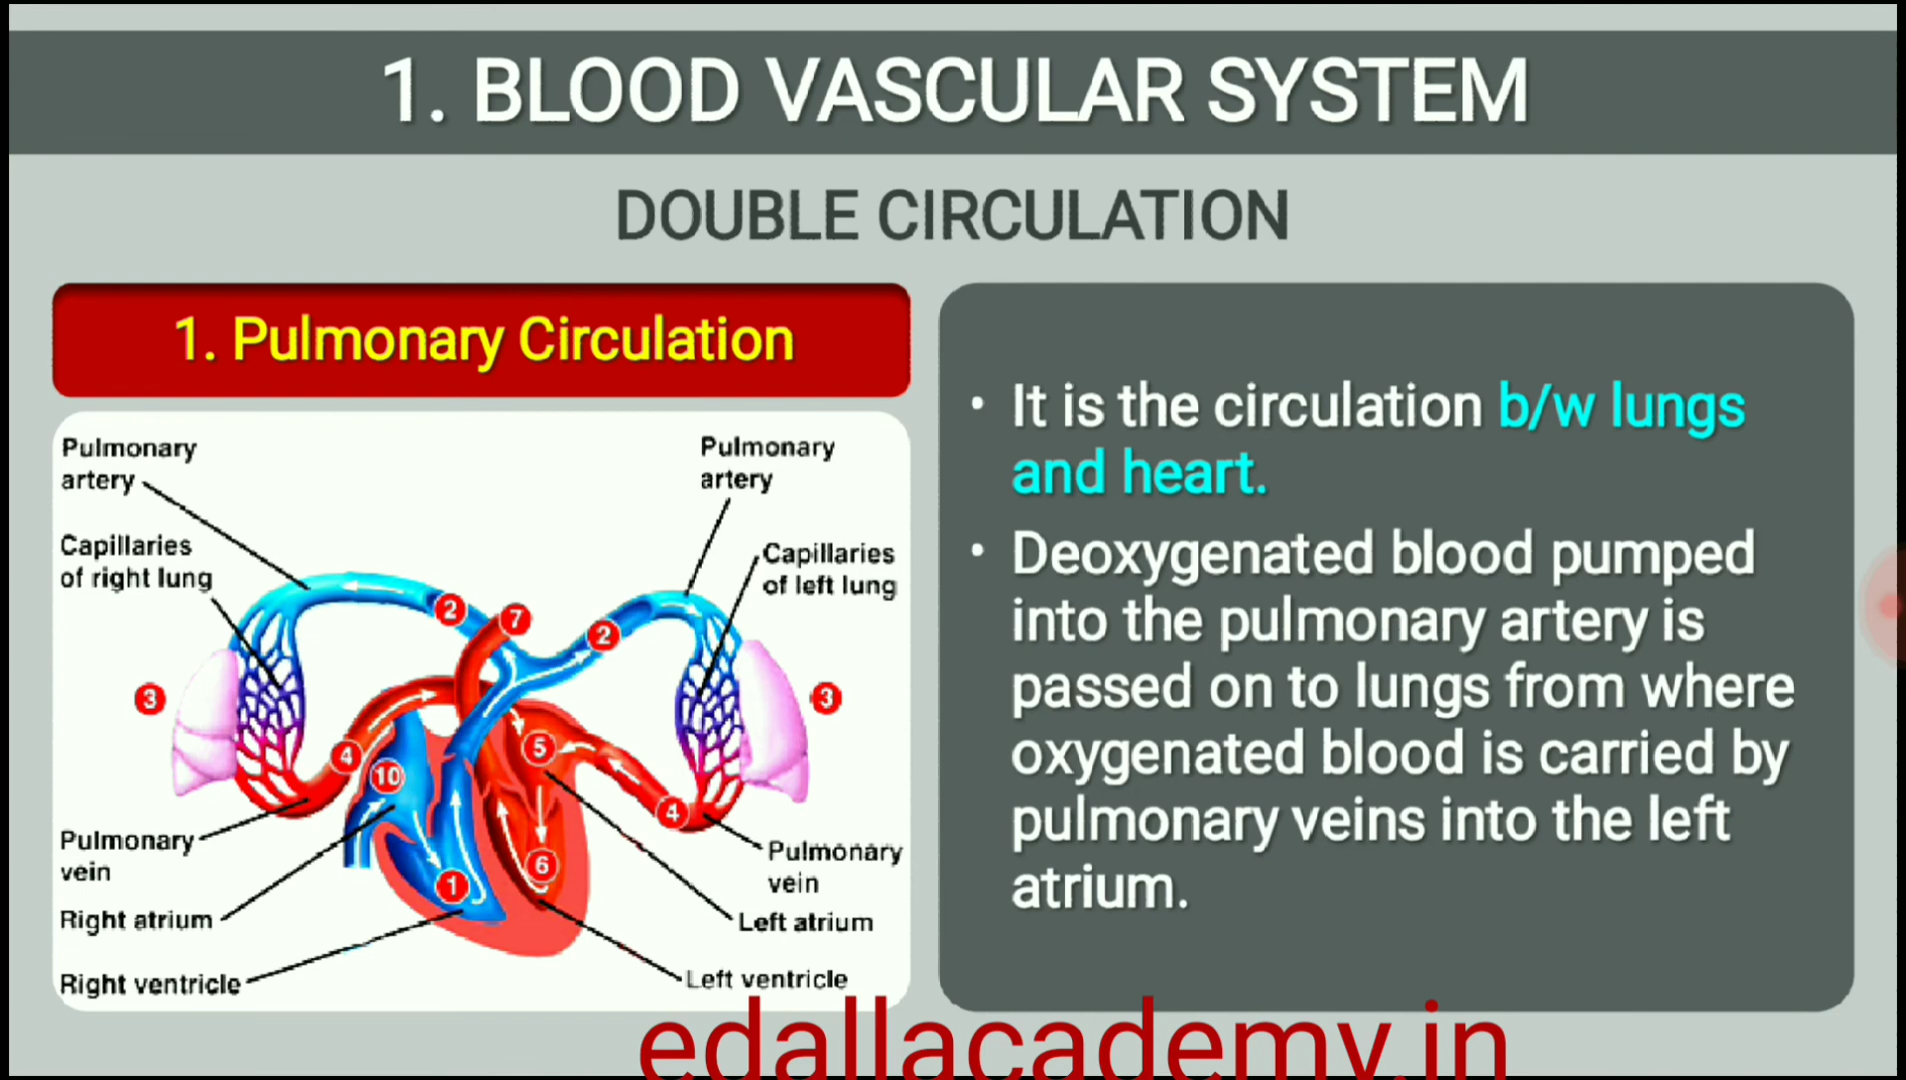 1. BLOOD VASCULAR SYSTEM
DOUBLE CIRCULATION
1. Pulmonary Circulation
Pulmonary
artery
Capillaries
of right lung
Pulmonary
artery
Capillaries
of left lung
2
7
2
3
3
4
10
5
4
1
6
Pulmonary
vein
Right atrium
Right ventricle
Pulmonary
vein
Left atrium
Left ventricle
• It is the circulation b/w lungs
and heart.
• Deoxygenated blood pumped
into the pulmonary artery is
passed on to lungs from where
oxygenated blood is carried by
pulmonary veins into the left
atrium.
edallacademy.in